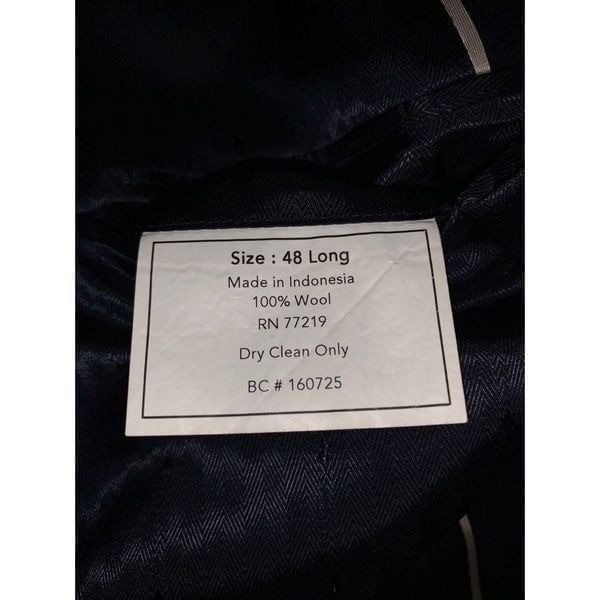 Size : 48 Long
Made in Indonesia
100% Wool
RN 77219
Dry Clean Only
BC # 160725